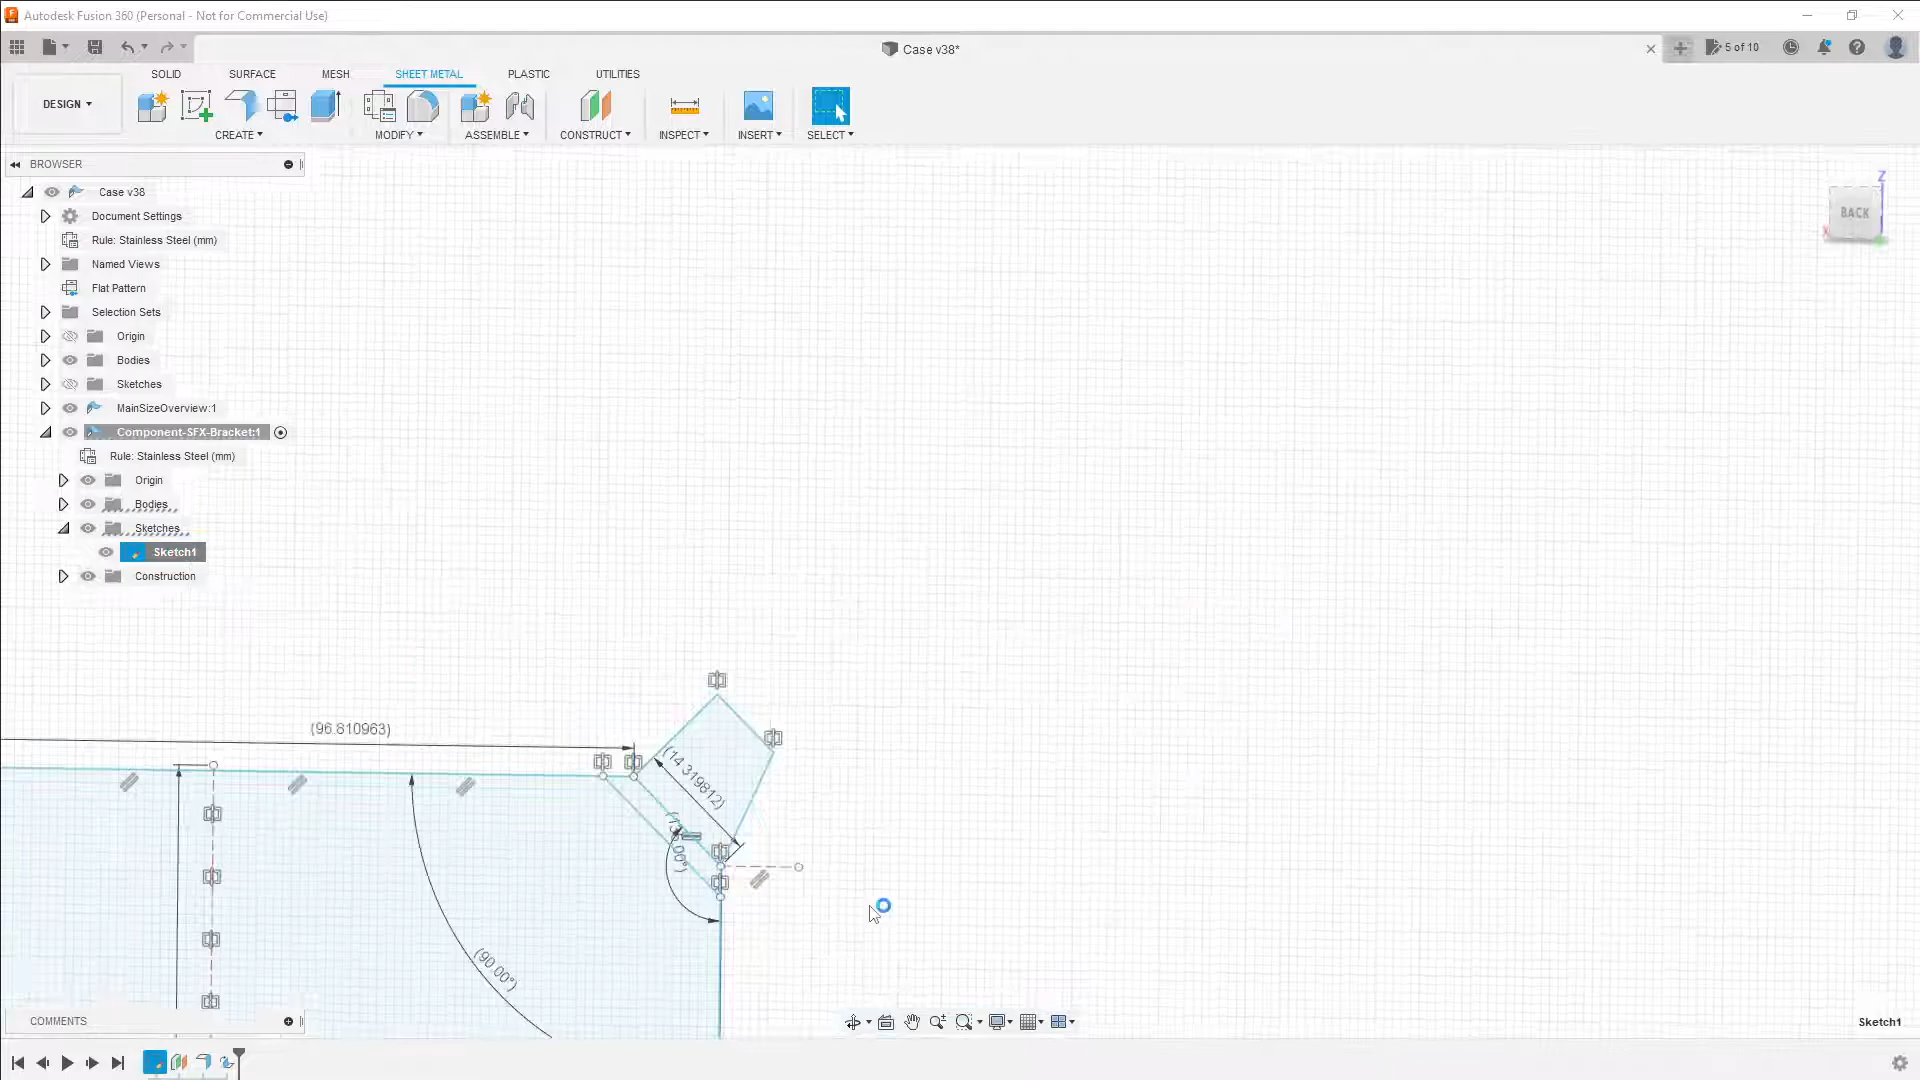 Autodesk Fusion 360 (Personal - Not for Commercial Use)
Case v38*
5 of 10
DESIGN
SOLID
SURFACE
MESH
SHEET METAL
PLASTIC
UTILITIES
CREATE
MODIFY
ASSEMBLE
CONSTRUCT
INSPECT
INSERT
SELECT
BROWSER
Case v38
Document Settings
Rule: Stainless Steel (mm)
Named Views
Flat Pattern
Selection Sets
Origin
Bodies
Sketches
MainSizeOverview:1
Component-SFX-Bracket:1
Rule: Stainless Steel (mm)
Origin
Bodies
Sketches
Sketch1
Construction
Z
BACK
X
(96.810963)
(14.319812)
(90.00°)
COMMENTS
Sketch1